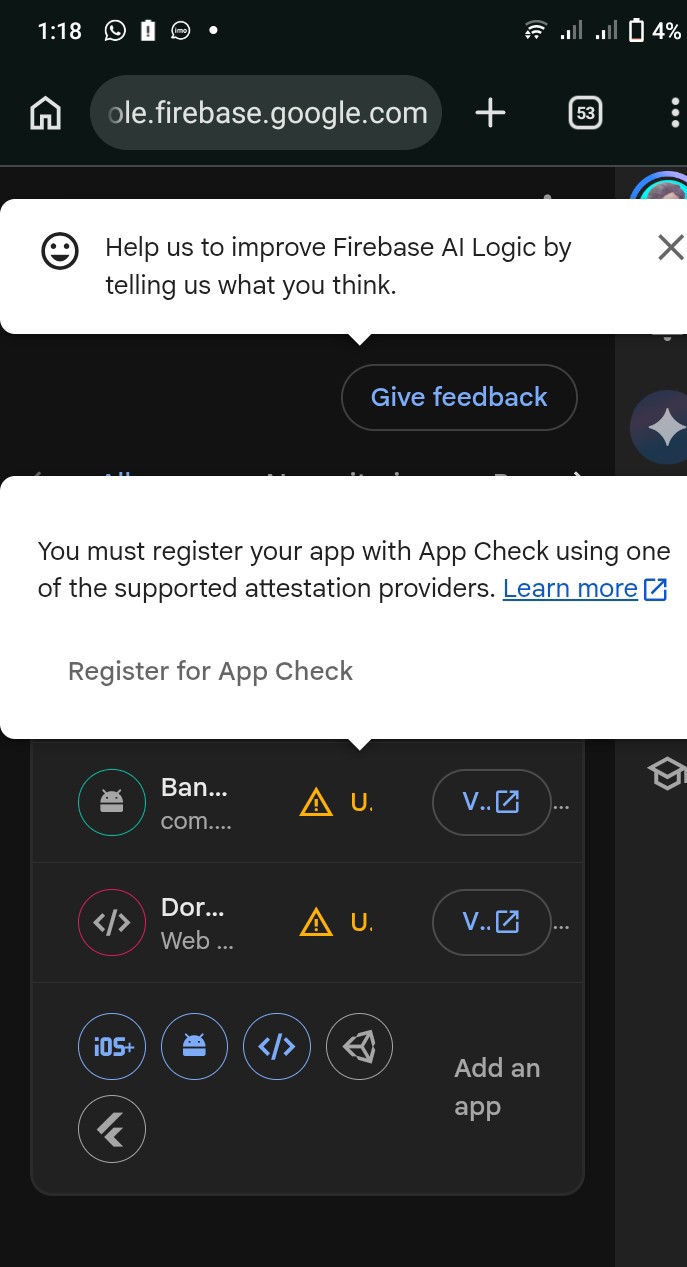 1:18
imo
4%
ole.firebase.google.com
53
Help us to improve Firebase AI Logic by
telling us what you think.
Give feedback
All
You must register your app with App Check using one
of the supported attestation providers. Learn more
Register for App Check
Ban...
com....
U.
V..
...
Dor...
Web ...
U.
V..
...
iOS+
Add an
app